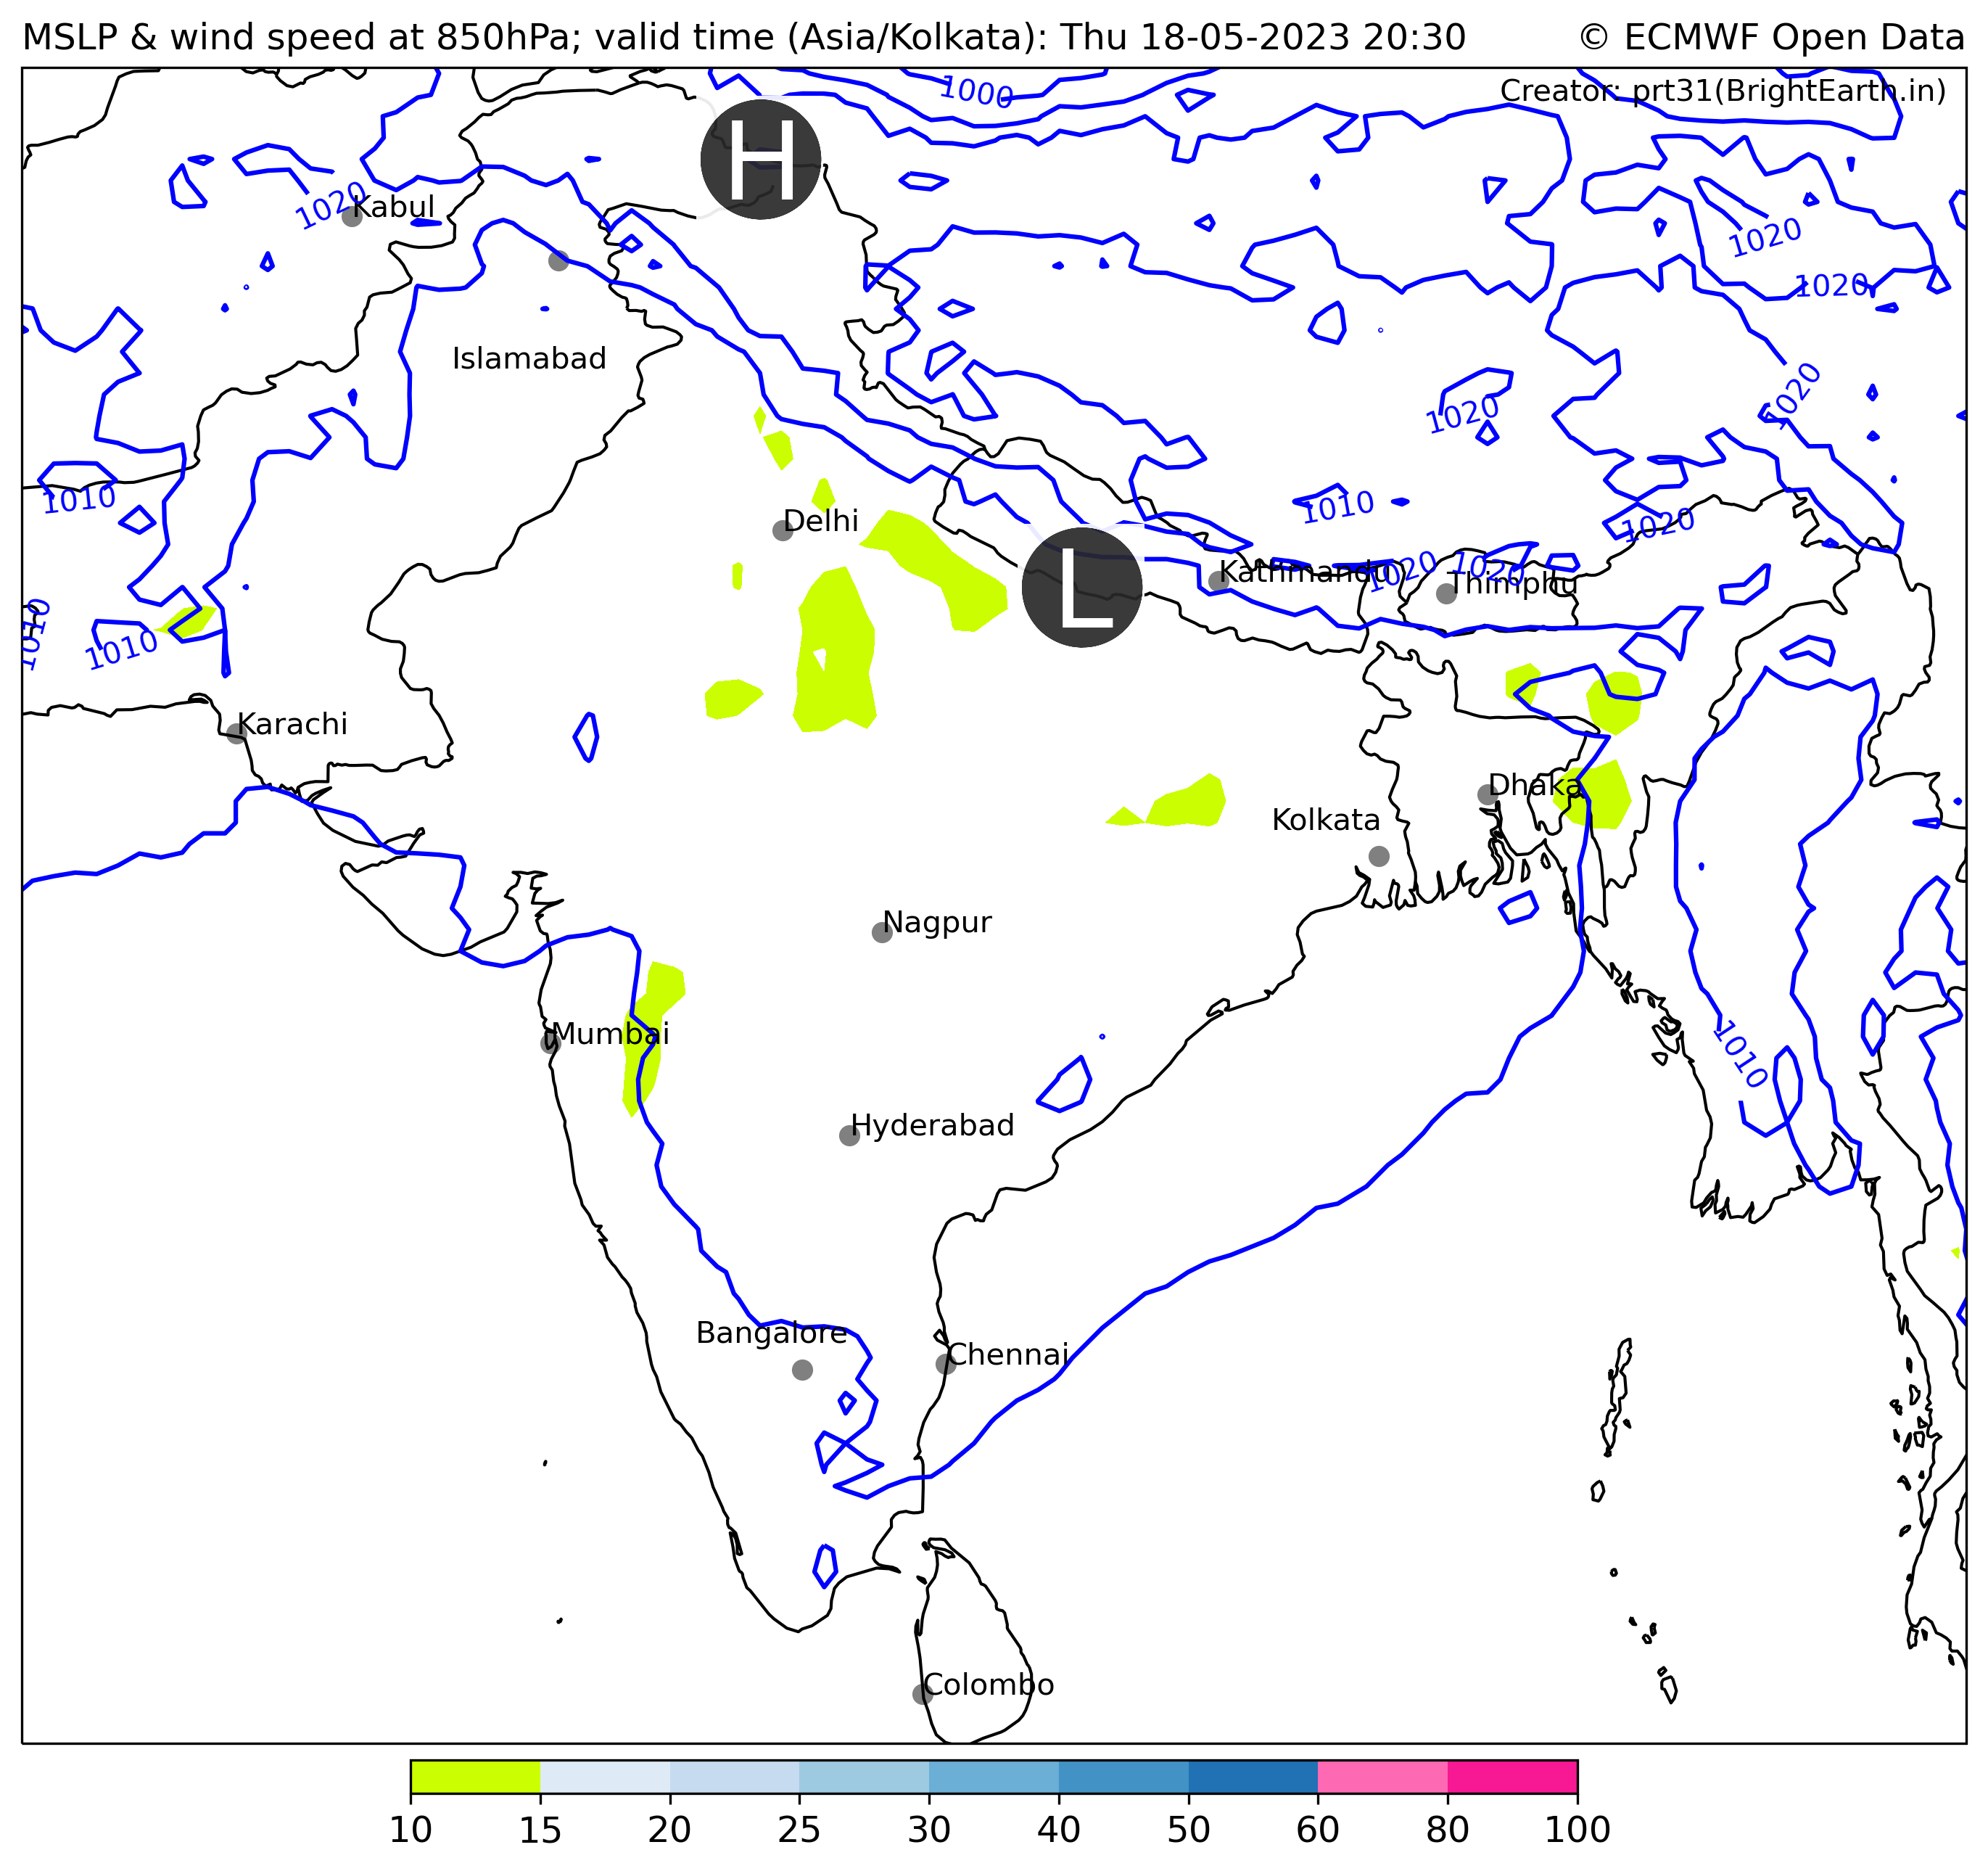 MSLP & wind speed at 850hPa; valid time (Asia/Kolkata): Thu 18-05-2023 20:30 © ECMWF Open Data
Creator: prt31(BrightEarth.in)
1000
H
1020
Kabul
1020
1020
Islamabad
1020
1020
1010
1010
Delhi
1020
L
Kathmandu
1020
1020
Thimphu
1010
1010
Karachi
Dhaka
Kolkata
Nagpur
Mumbai
1010
Hyderabad
Bangalore
Chennai
Colombo
10 15 20 25 30 40 50 60 80 100